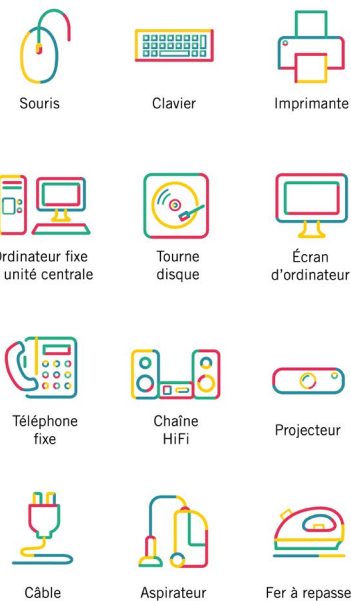 Souris
Clavier
Imprimante
Ordinateur fixe
unité centrale
Tourne
disque
Écran
d'ordinateur
Téléphone
fixe
Chaîne
HiFi
Projecteur
Câble
Aspirateur
Fer à repasse